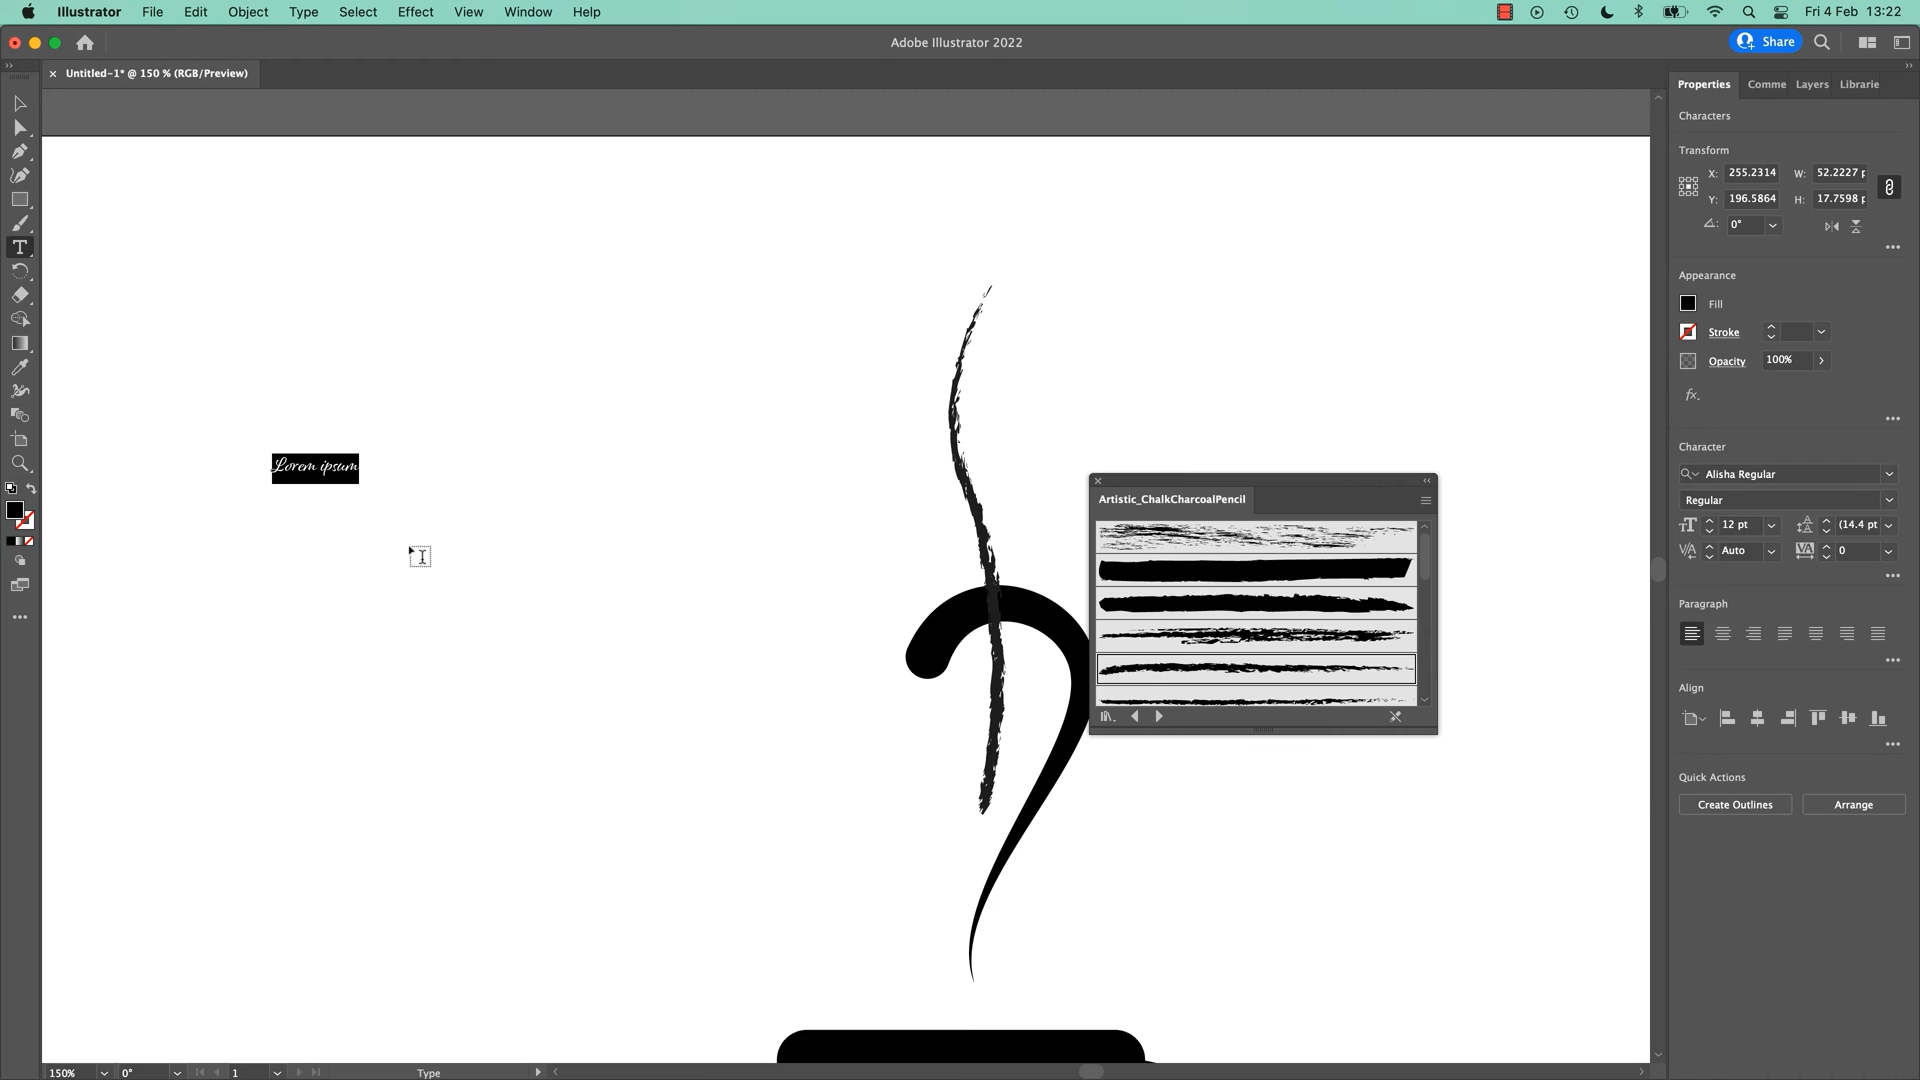 Illustrator File Edit Object Type Select Effect View Window Help Fri 4 Feb 13:22
Adobe Illustrator 2022 Share
× Untitled-1* @ 150 % (RGB/Preview)
Properties Comme Layers Librarie
Characters
Transform
X: 255.2314 W: 52.2227 p
Y: 196.5864 H: 17.7598 p
0°
Appearance
Fill
Stroke
Opacity 100%
fx.
Character
Alisha Regular
Regular
12 pt (14.4 pt
Auto 0
Paragraph
Align
Quick Actions
Create Outlines Arrange
Lorem ipsum
Artistic_ChalkCharcoalPencil
150% 0° 1 Type